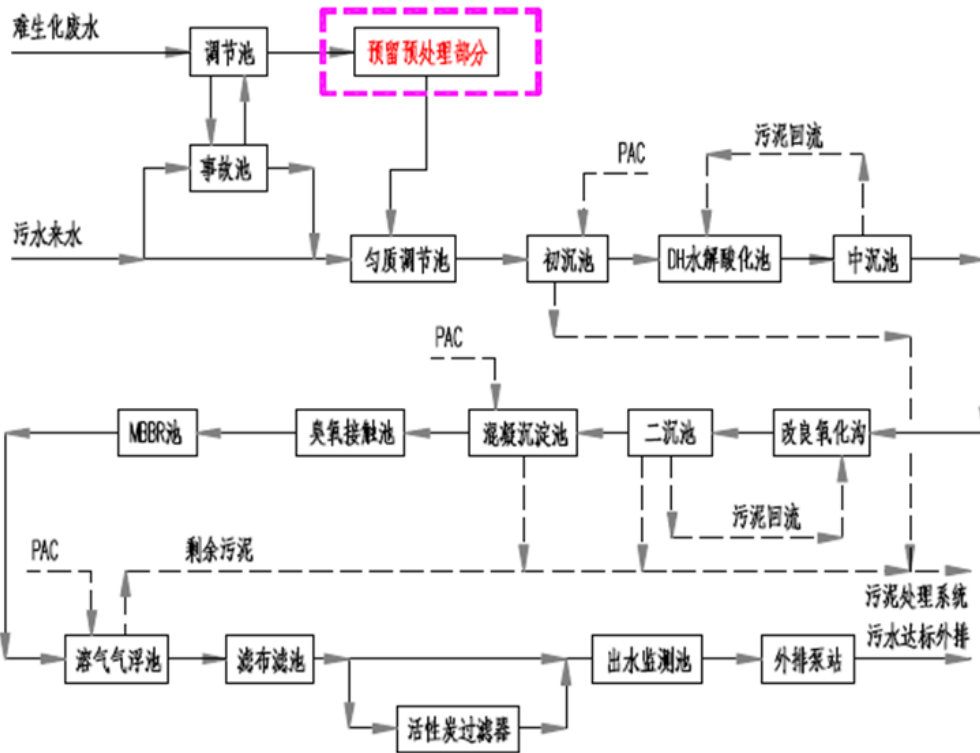 难生化废水
调节池
预留预处理部分
事故池
PAC
污泥回流
污水来水
匀质调节池
初沉池
DH水解酸化池
中沉池
PAC
MBBR池
臭氧接触池
混凝沉淀池
二沉池
改良氧化沟
污泥回流
PAC
剩余污泥
污泥处理系统
污水达标外排
溶气气浮池
滤布滤池
出水监测池
外排泵站
活性炭过滤器